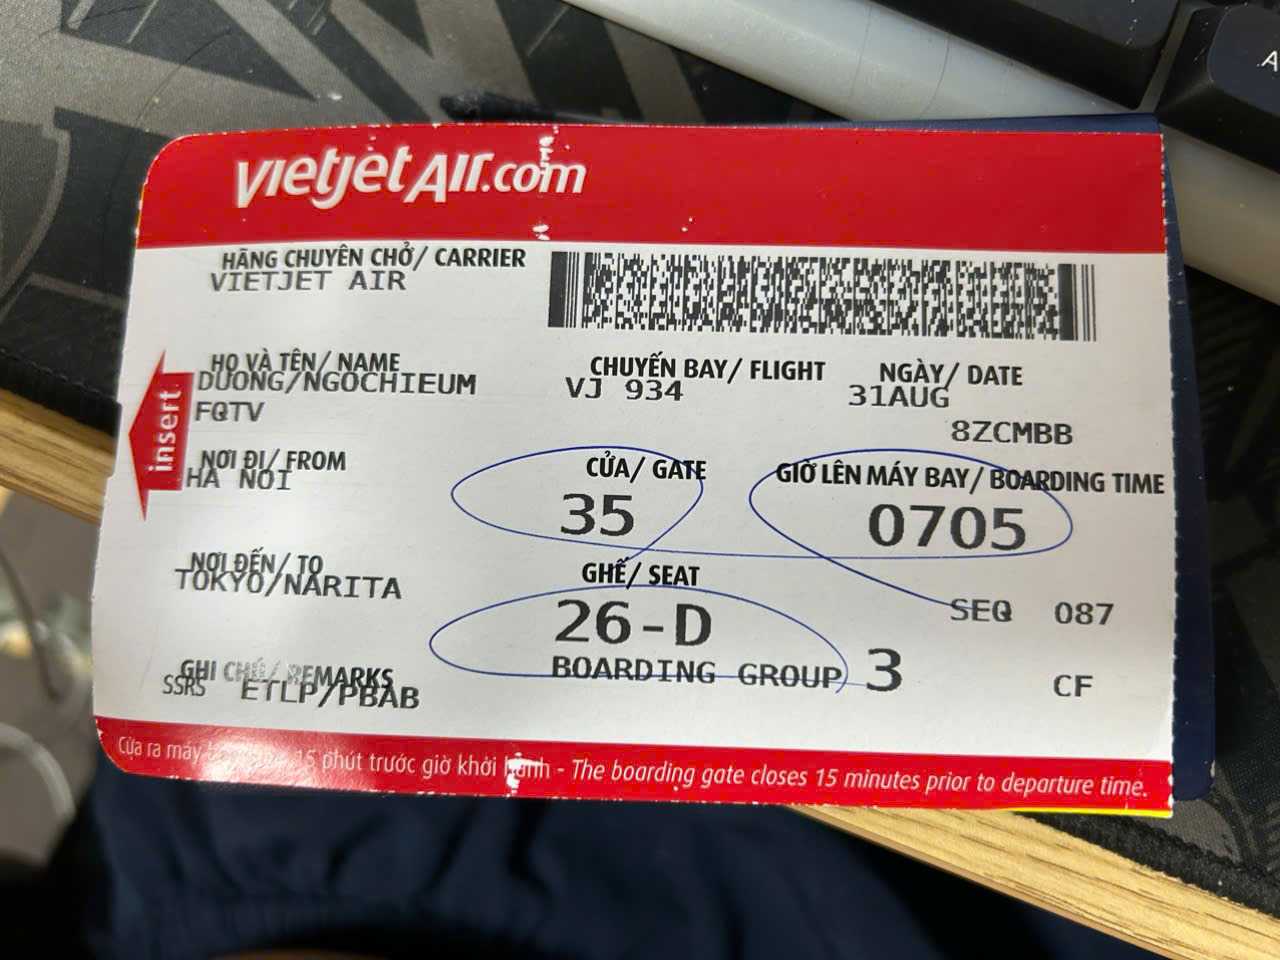 vietjetAir.com
HÃNG CHUYÊN CHỞ/ CARRIER
VIETJET AIR
HỌ VÀ TÊN/ NAME
DUONG/NGOCHIEUM
FQTV
CHUYẾN BAY/ FLIGHT
VJ 934
NGÀY/ DATE
31AUG
8ZCMBB
insert
NƠI ĐI/ FROM
HA NOI
CỬA/ GATE
35
GIỜ LÊN MÁY BAY/ BOARDING TIME
0705
NƠI ĐẾN/ TO
TOKYO/NARITA
GHẾ/ SEAT
26-D
SEQ 087
BOARDING GROUP 3
CF
GHI CHÚ/ REMARKS
SSRS ETLP/PBAB
Cửa ra máy 15 phút trước giờ khởi hành - The boarding gate closes 15 minutes prior to departure time.
A